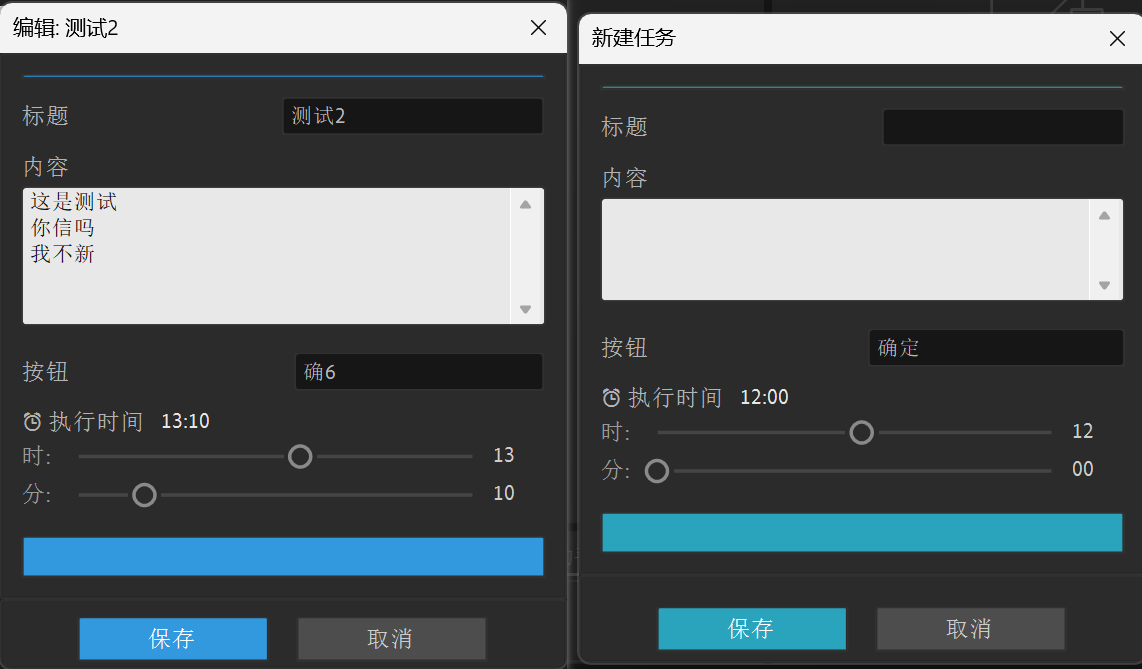 编辑: 测试2
标题
测试2
内容
这是测试
你信吗
我不新
按钮
确6
执行时间 13:10
时: 13
分: 10
保存
取消
新建任务
标题
内容
按钮
确定
执行时间 12:00
时: 12
分: 00
保存
取消